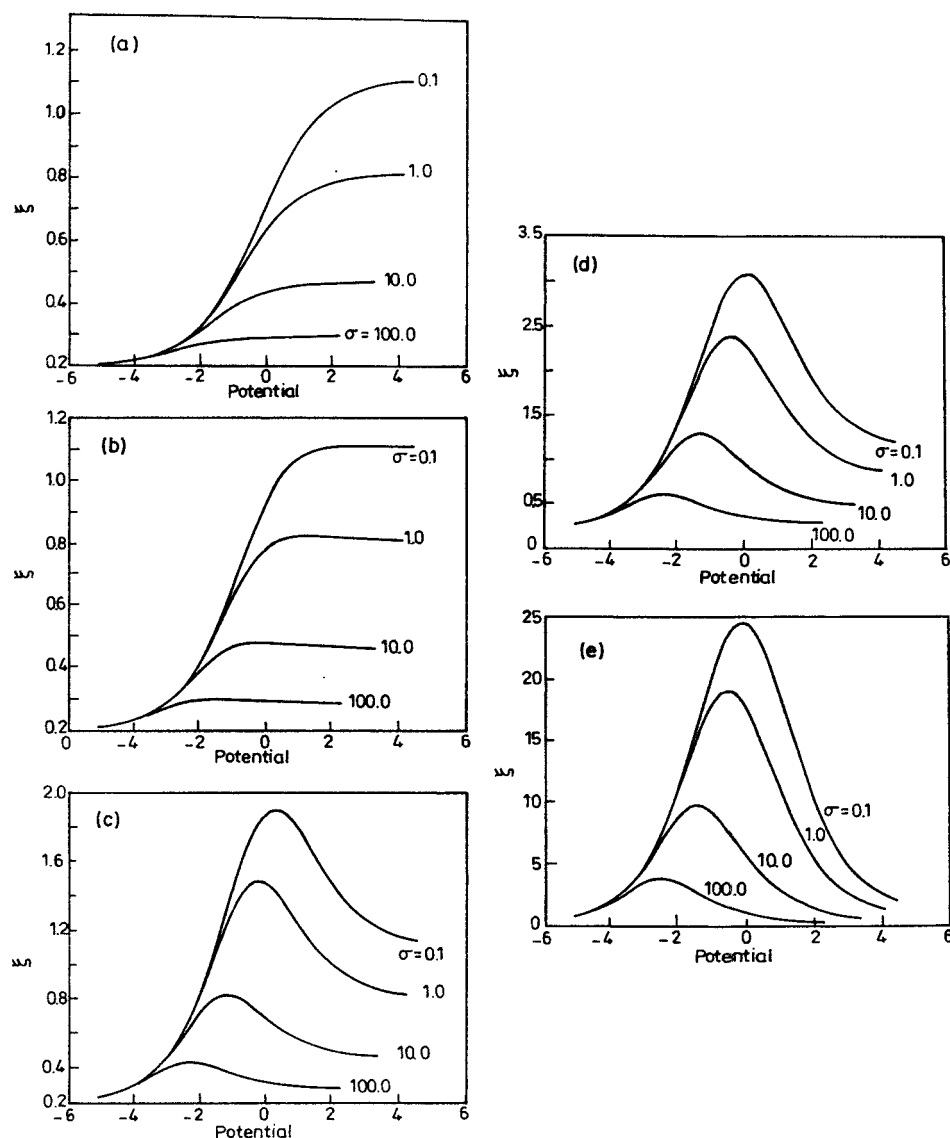 (a)
1.2
1.0
0.8
0.6
0.4
0.2
ξ
0.1
1.0
10.0
σ=100.0
-6 -4 -2 0 2 4 6
Potential
(b)
1.2
1.0
0.8
0.6
0.4
0.2
ξ
σ=0.1
1.0
10.0
100.0
0 -4 -2 0 2 4 6
Potential
(c)
2.0
1.6
1.2
0.8
0.4
0.2
ξ
σ=0.1
1.0
10.0
100.0
-6 -4 -2 0 2 4 6
Potential
(d)
3.5
2.5
1.5
0.5
0
ξ
σ=0.1
1.0
10.0
100.0
-6 -4 -2 0 2 4 6
Potential
(e)
25
20
15
10
5
0
ξ
σ=0.1
1.0
10.0
100.0
-6 -4 -2 0 2 4 6
Potential